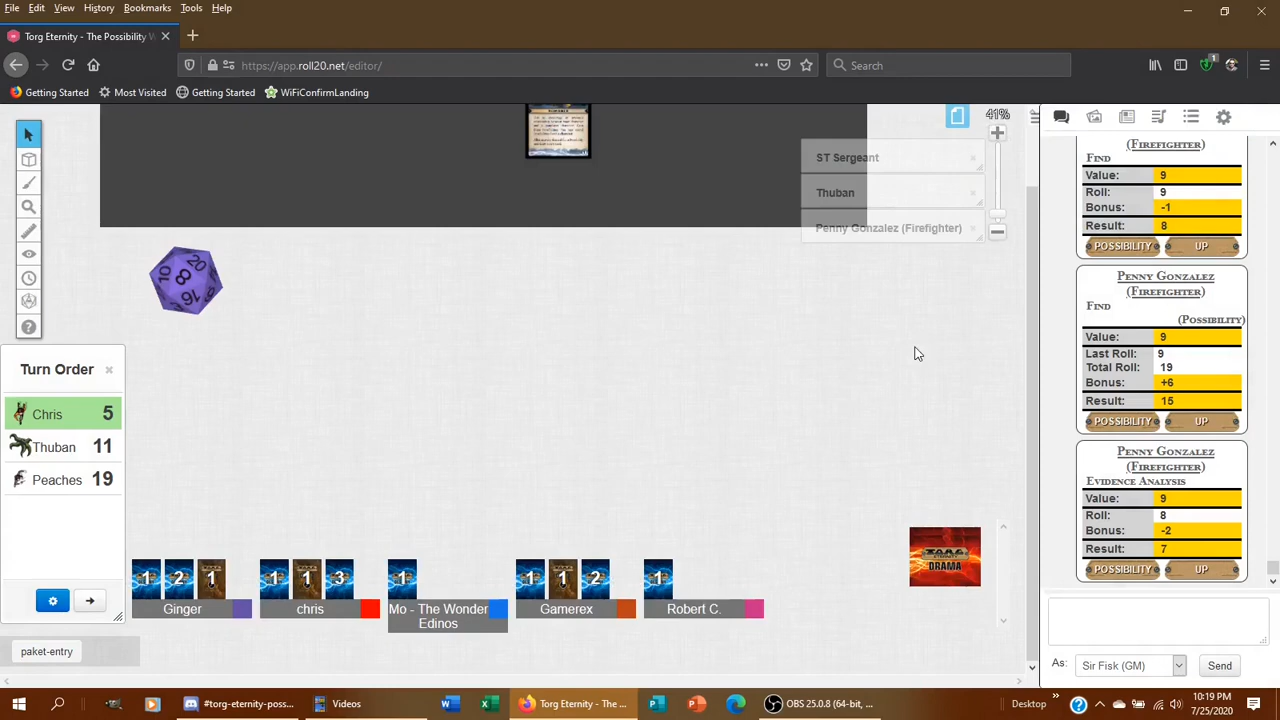 File Edit View History Bookmarks Tools Help
Torg Eternity - The Possibility W
https://app.roll20.net/editor/
Search
Getting Started Most Visited Getting Started WiFiConfirmLanding
41%
ST Sergeant
Thuban
Penny Gonzalez (Firefighter)
20
10
8
16
Turn Order
Chris 5
Thuban 11
Peaches 19
1 2 1
Ginger
1 1 3
chris
1
Mo - The Wonder
Edinos
1 1 2
Gamerex
1
Robert C.
TORG
ETERNITY
DRAMA
paket-entry
(Firefighter)
Find
Value: 9
Roll: 9
Bonus: -1
Result: 8
POSSIBILITY UP
Penny Gonzalez
(Firefighter)
Find
(Possibility)
Value: 9
Last Roll: 9
Total Roll: 19
Bonus: +6
Result: 15
POSSIBILITY UP
Penny Gonzalez
(Firefighter)
Evidence Analysis
Value: 9
Roll: 8
Bonus: -2
Result: 7
POSSIBILITY UP
As: Sir Fisk (GM) Send
#torg-eternity-poss...
Videos
Torg Eternity - The ...
OBS 25.0.8 (64-bit, ...
Desktop
10:19 PM
7/25/2020